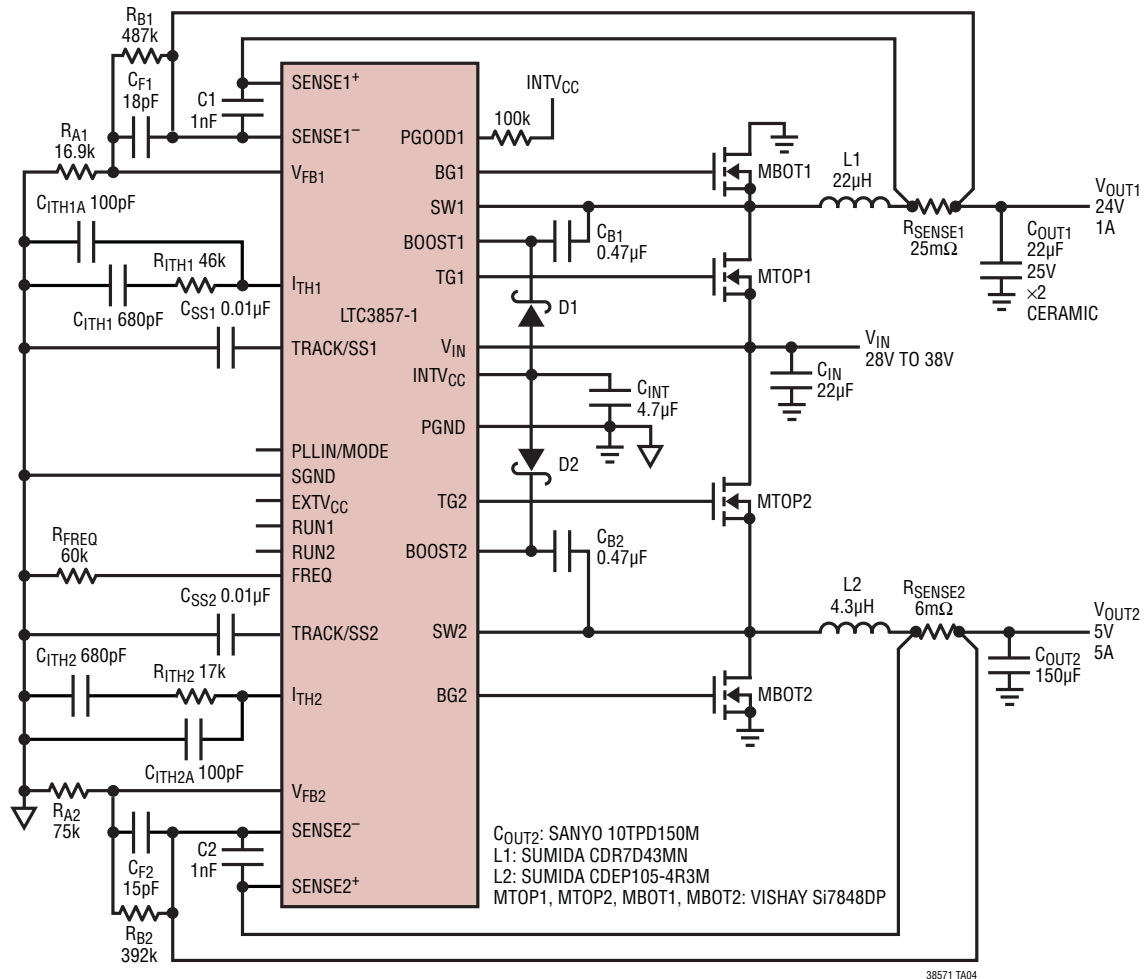 RB1
487k
CF1
18pF
C1
1nF
RA1
16.9k
CITH1A 100pF
RITH1 46k
CITH1 680pF
CSS1 0.01µF
RFREQ
60k
CSS2 0.01µF
CITH2 680pF
RITH2 17k
CITH2A 100pF
RA2
75k
CF2
15pF
C2
1nF
RB2
392k
SENSE1+
SENSE1–
VFB1
ITH1
TRACK/SS1
PLLIN/MODE
SGND
EXTVCC
RUN1
RUN2
FREQ
TRACK/SS2
ITH2
VFB2
SENSE2–
SENSE2+
LTC3857-1
PGOOD1
BG1
SW1
BOOST1
TG1
VIN
INTVCC
PGND
TG2
BOOST2
SW2
BG2
INTVCC
100k
MBOT1
CB1
0.47µF
MTOP1
D1
L1
22µH
RSENSE1
25mΩ
VOUT1
24V
1A
COUT1
22µF
25V
×2
CERAMIC
VIN
28V TO 38V
CIN
22µF
CINT
4.7µF
D2
MTOP2
CB2
0.47µF
L2
4.3µH
RSENSE2
6mΩ
VOUT2
5V
5A
COUT2
150µF
MBOT2
COUT2: SANYO 10TPD150M
L1: SUMIDA CDR7D43MN
L2: SUMIDA CDEP105-4R3M
MTOP1, MTOP2, MBOT1, MBOT2: VISHAY Si7848DP
38571 TA04